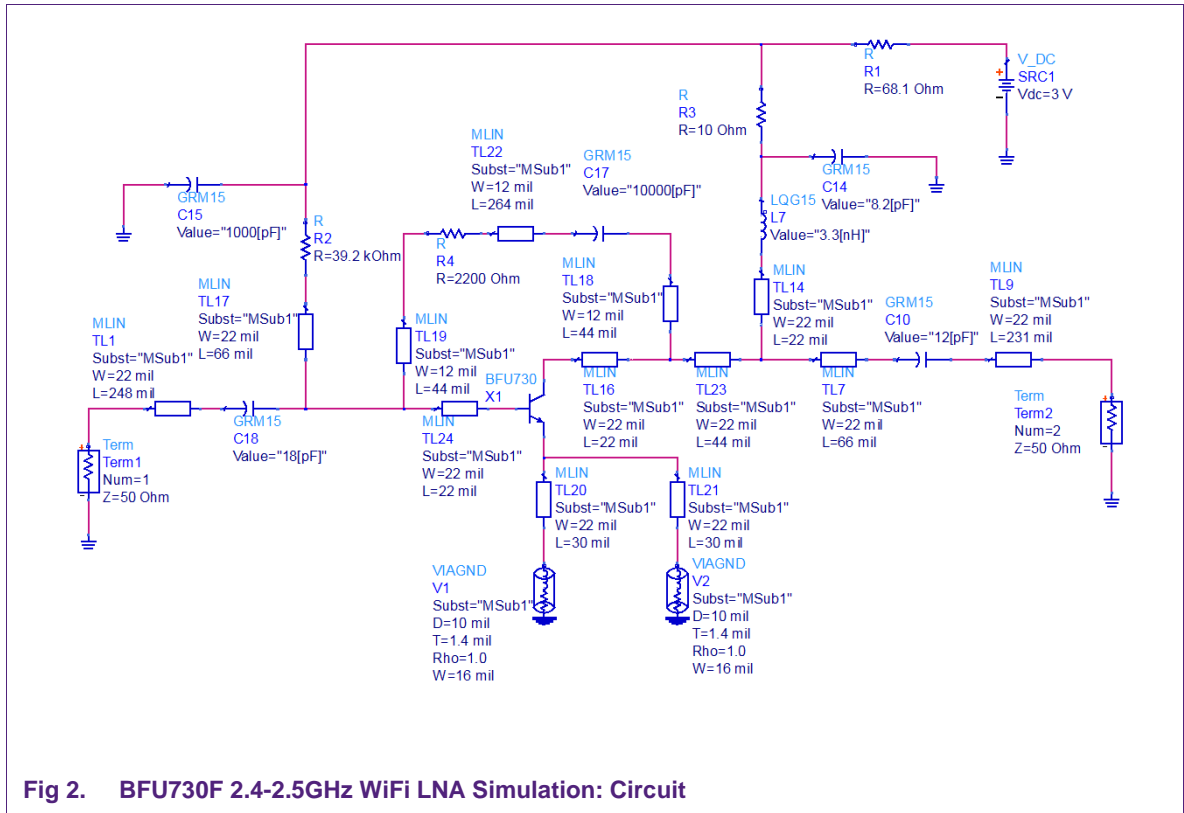 R
R1
R=68.1 Ohm
V_DC
SRC1
Vdc=3 V
+
-
R
R3
R=10 Ohm
MLIN
TL22
Subst="MSub1"
W=12 mil
L=264 mil
GRM15
C17
Value="10000[pF]"
GRM15
C14
Value="8.2[pF]"
GRM15
C15
Value="1000[pF]"
R
R2
R=39.2 kOhm
LQG15
L7
Value="3.3[nH]"
R
R4
R=2200 Ohm
MLIN
TL18
Subst="MSub1"
W=12 mil
L=44 mil
MLIN
TL17
Subst="MSub1"
W=22 mil
L=66 mil
MLIN
TL14
Subst="MSub1"
W=22 mil
L=22 mil
MLIN
TL9
Subst="MSub1"
W=22 mil
L=231 mil
GRM15
C10
Value="12[pF]"
MLIN
TL1
Subst="MSub1"
W=22 mil
L=248 mil
MLIN
TL19
Subst="MSub1"
W=12 mil
L=44 mil
BFU730
X1
MLIN
TL16
Subst="MSub1"
W=22 mil
L=22 mil
MLIN
TL23
Subst="MSub1"
W=22 mil
L=44 mil
MLIN
TL7
Subst="MSub1"
W=22 mil
L=66 mil
GRM15
C18
Value="18[pF]"
MLIN
TL24
Subst="MSub1"
W=22 mil
L=22 mil
+
Term
Term1
Num=1
Z=50 Ohm
-
Term
Term2
Num=2
Z=50 Ohm
+
-
MLIN
TL20
Subst="MSub1"
W=22 mil
L=30 mil
MLIN
TL21
Subst="MSub1"
W=22 mil
L=30 mil
VIAGND
V1
Subst="MSub1"
D=10 mil
T=1.4 mil
Rho=1.0
W=16 mil
VIAGND
V2
Subst="MSub1"
D=10 mil
T=1.4 mil
Rho=1.0
W=16 mil
Fig 2. BFU730F 2.4-2.5GHz WiFi LNA Simulation: Circuit